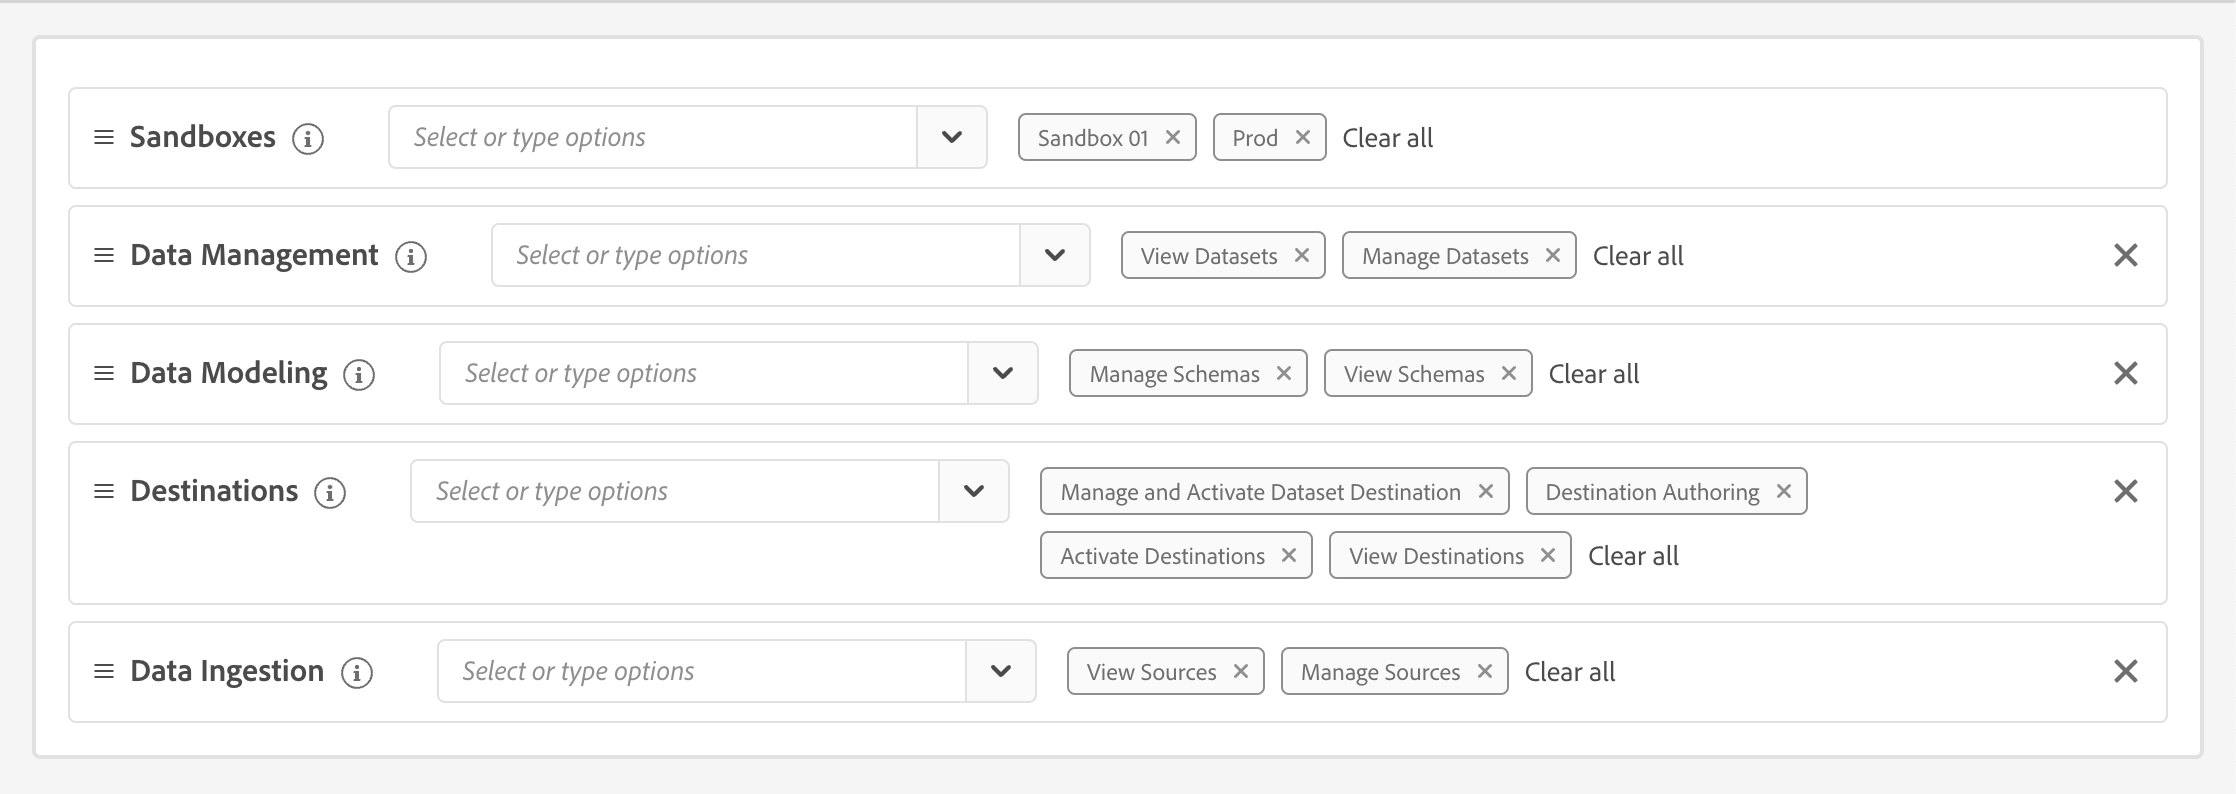 Sandboxes Select or type options Sandbox 01 Prod Clear all
Data Management Select or type options View Datasets Manage Datasets Clear all
Data Modeling Select or type options Manage Schemas View Schemas Clear all
Destinations Select or type options Manage and Activate Dataset Destination Destination Authoring
Activate Destinations View Destinations Clear all
Data Ingestion Select or type options View Sources Manage Sources Clear all